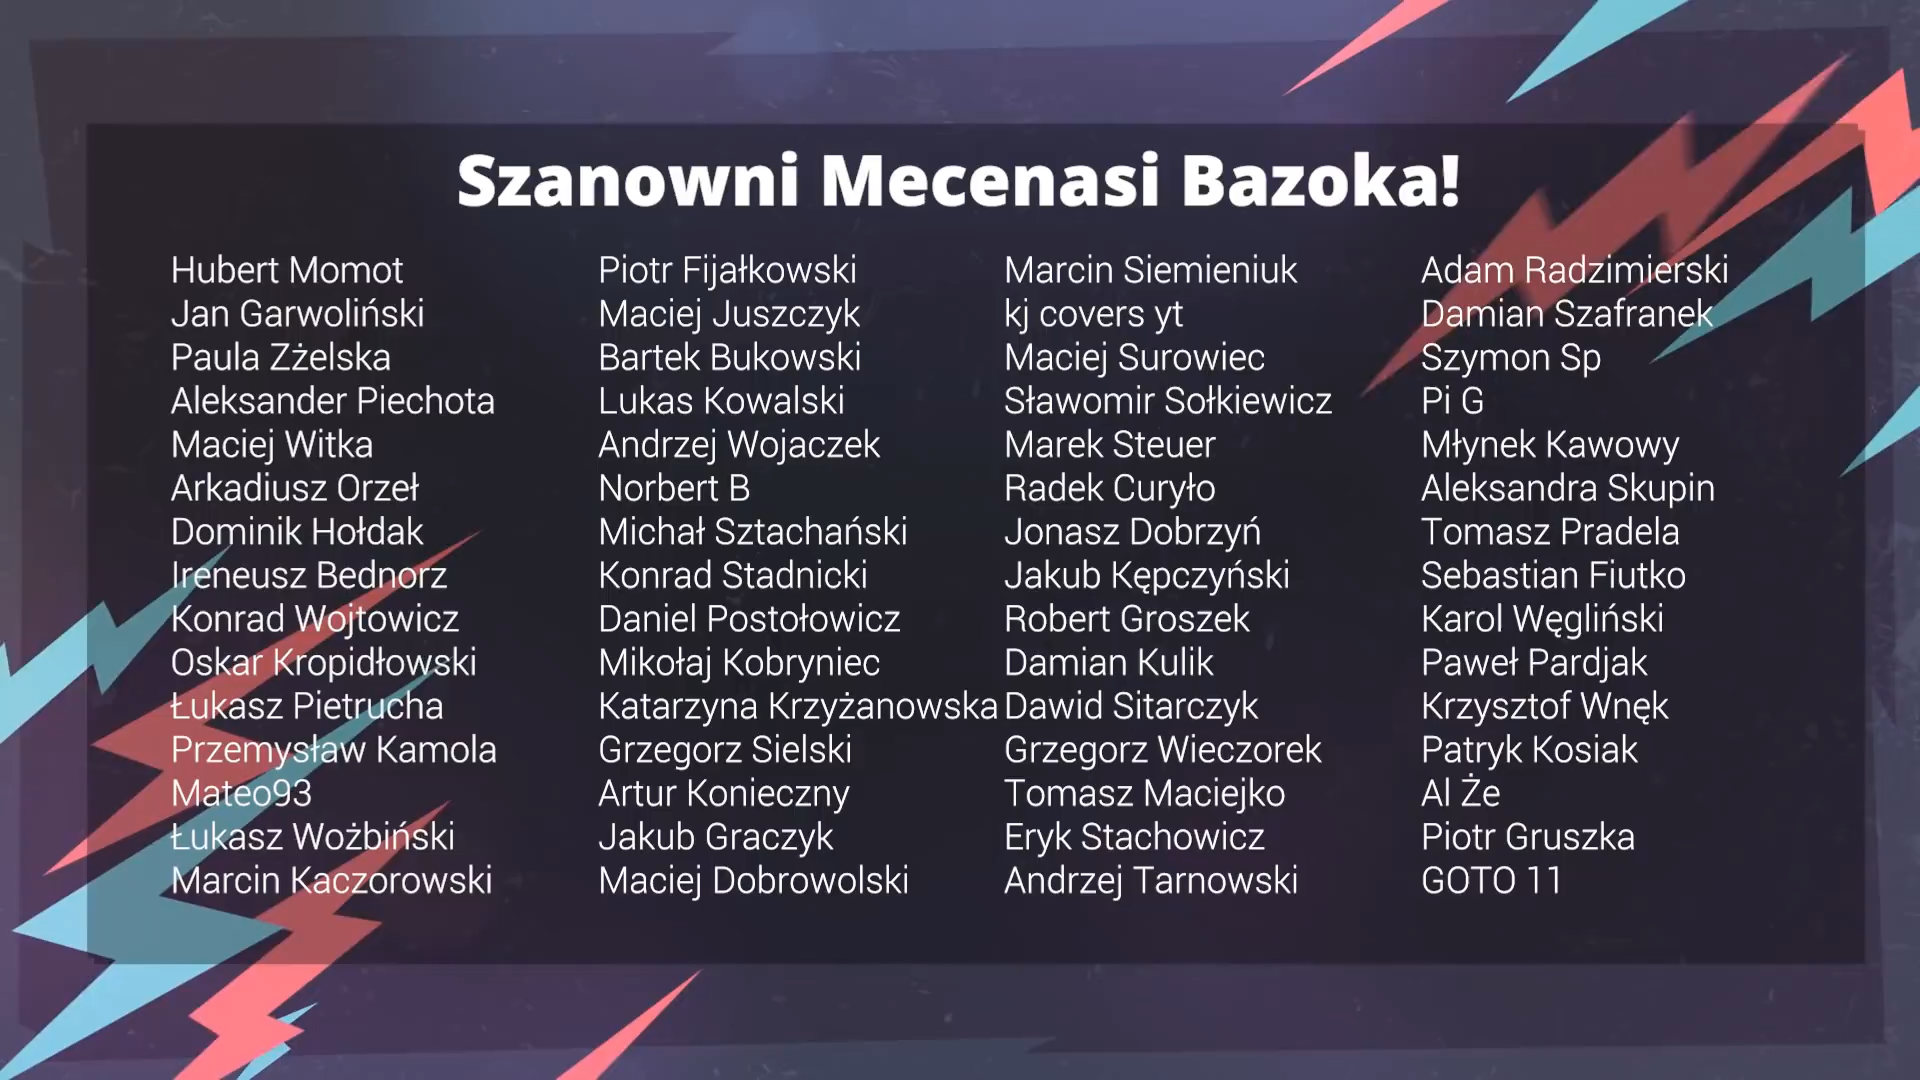 Szanowni Mecenasi Bazoka!
Hubert Momot
Jan Garwoliński
Paula Zżelska
Aleksander Piechota
Maciej Witka
Arkadiusz Orzeł
Dominik Hołdak
Ireneusz Bednorz
Konrad Wojtowicz
Oskar Kropidłowski
Łukasz Pietrucha
Przemysław Kamola
Mateo93
Łukasz Wożbiński
Marcin Kaczorowski
Piotr Fijałkowski
Maciej Juszczyk
Bartek Bukowski
Lukas Kowalski
Andrzej Wojaczek
Norbert B
Michał Sztachański
Konrad Stadnicki
Daniel Postołowicz
Mikołaj Kobryniec
Katarzyna Krzyżanowska
Grzegorz Sielski
Artur Konieczny
Jakub Graczyk
Maciej Dobrowolski
Marcin Siemieniuk
kj covers yt
Maciej Surowiec
Sławomir Sołkiewicz
Marek Steuer
Radek Curyło
Jonasz Dobrzyń
Jakub Kępczyński
Robert Groszek
Damian Kulik
Dawid Sitarczyk
Grzegorz Wieczorek
Tomasz Maciejko
Eryk Stachowicz
Andrzej Tarnowski
Adam Radzimierski
Damian Szafranek
Szymon Sp
Pi G
Młynek Kawowy
Aleksandra Skupin
Tomasz Pradela
Sebastian Fiutko
Karol Węgliński
Paweł Pardjak
Krzysztof Wnęk
Patryk Kosiak
Al Że
Piotr Gruszka
GOTO 11